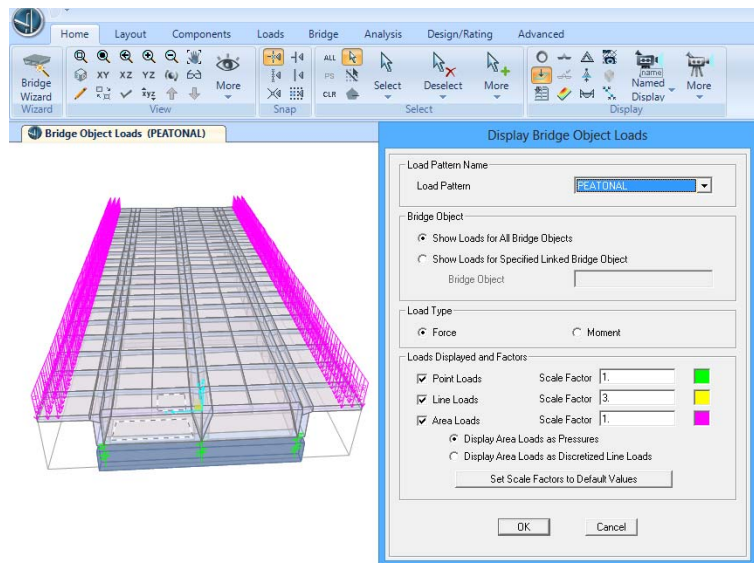 Home Layout Components Loads Bridge Analysis Design/Rating Advanced
ALL
XY XZ YZ
PS
CLR
xyz
Bridge Wizard
More
Select
Deselect
More
name
Named Display
More
Wizard View Snap Select Display
Bridge Object Loads (PEATONAL)
Display Bridge Object Loads
Load Pattern Name
Load Pattern PEATONAL
Bridge Object
Show Loads for All Bridge Objects
Show Loads for Specified Linked Bridge Object
Bridge Object
Load Type
Force Moment
Loads Displayed and Factors
Point Loads Scale Factor 1.
Line Loads Scale Factor 3.
Area Loads Scale Factor 1.
Display Area Loads as Pressures
Display Area Loads as Discretized Line Loads
Set Scale Factors to Default Values
OK Cancel